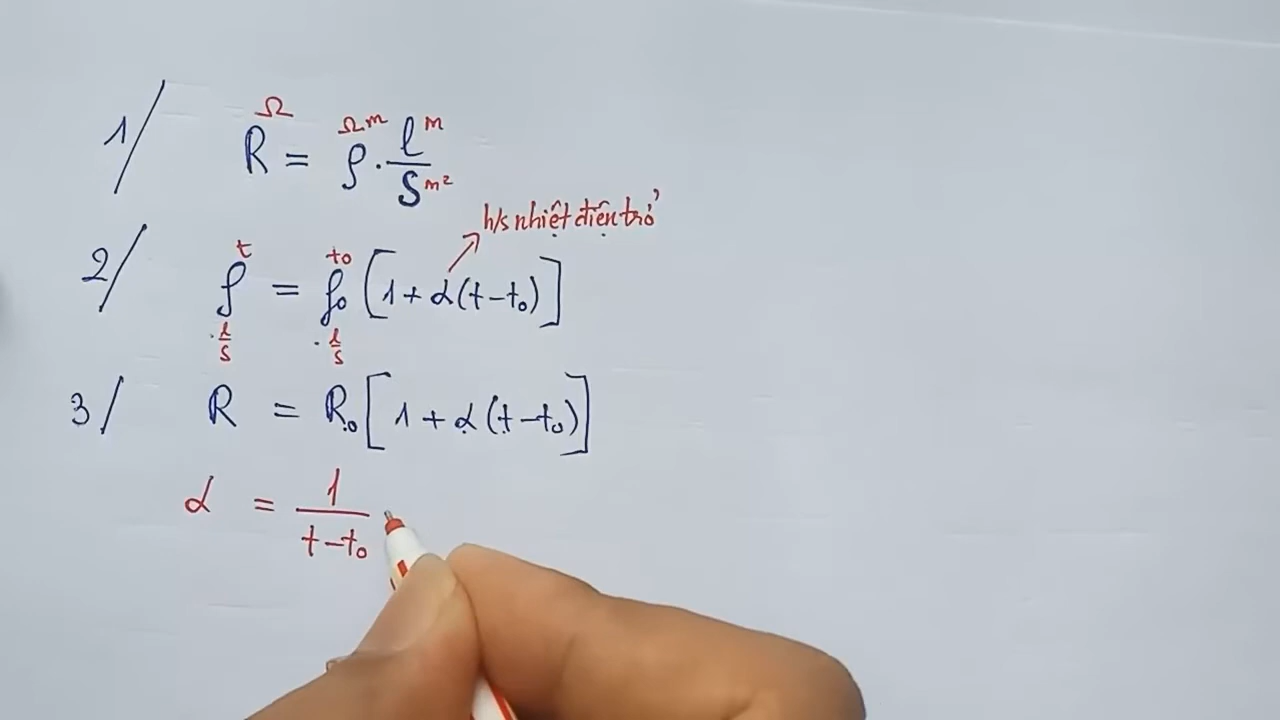 1/ R^Ω = ρ^Ωm · l^m / S^m²
h/s nhiệt điện trở
2/ ρ^t = ρ₀^t₀ [1 + α(t – t₀)]
· l/S · l/S
3/ R = R₀ [1 + α(t – t₀)]
α = 1 / t – t₀